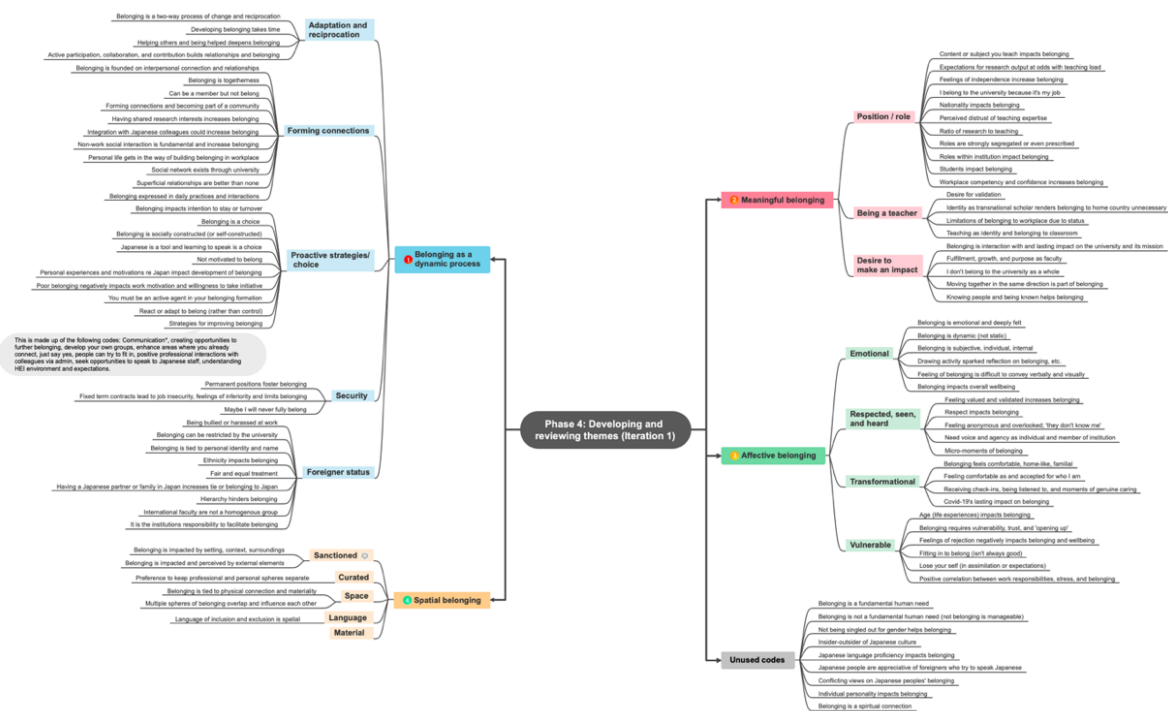 Phase 4: Developing and
reviewing themes (Iteration 1)
1 Belonging as a
dynamic process
Adaptation and
reciprocation
Belonging is a two-way process of change and reciprocation
Developing belonging takes time
Helping others and being helped deepens belonging
Active participation, collaboration, and contribution builds relationships and belonging
Forming connections
Belonging is founded on interpersonal connection and relationships
Belonging is togetherness
Can be a member but not belong
Forming connections and becoming part of a community
Having shared research interests increases belonging
Integration with Japanese colleagues could increase belonging
Non-work social interaction is fundamental and increase belonging
Personal life gets in the way of building belonging in workplace
Social network exists through university
Superficial relationships are better than none
Belonging expressed in daily practices and interactions
Proactive strategies/
choice
Belonging impacts intention to stay or turnover
Belonging is a choice
Belonging is socially constructed (or self-constructed)
Japanese is a tool and learning to speak is a choice
Not motivated to belong
Personal experiences and motivations re Japan impact development of belonging
Poor belonging negatively impacts work motivation and willingness to take initiative
You must be an active agent in your belonging formation
React or adapt to belong (rather than control)
Strategies for improving belonging
This is made up of the following codes: Communication*, creating opportunities to
further belonging, develop your own groups, enhance areas where you already
connect, just say yes, people can try to fit in, positive professional interactions with
colleagues via admin, seek opportunities to speak to Japanese staff, understanding
HEI environment and expectations.
Security
Permanent positions foster belonging
Fixed term contracts lead to job insecurity, feelings of inferiority and limits belonging
Maybe I will never fully belong
Foreigner status
Being bullied or harassed at work
Belonging can be restricted by the university
Belonging is tied to personal identity and name
Ethnicity impacts belonging
Fair and equal treatment
Having a Japanese partner or family in Japan increases tie or belonging to Japan
Hierarchy hinders belonging
International faculty are not a homogenous group
It is the institutions responsibility to facilitate belonging
4 Spatial belonging
Sanctioned
Belonging is impacted by setting, context, surroundings
Belonging is impacted and perceived by external elements
Curated
Preference to keep professional and personal spheres separate
Space
Belonging is tied to physical connection and materiality
Multiple spheres of belonging overlap and influence each other
Language
Language of inclusion and exclusion is spatial
Material
2 Meaningful belonging
Position / role
Content or subject you teach impacts belonging
Expectations for research output at odds with teaching load
Feelings of independence increase belonging
I belong to the university because it's my job
Nationality impacts belonging
Perceived distrust of teaching expertise
Ratio of research to teaching
Roles are strongly segregated or even prescribed
Roles within institution impact belonging
Students impact belonging
Workplace competency and confidence increases belonging
Being a teacher
Desire for validation
Identity as transnational scholar renders belonging to home country unnecessary
Limitations of belonging to workplace due to status
Teaching as identity and belonging to classroom
Desire to
make an impact
Belonging is interaction with and lasting impact on the university and its mission
Fulfillment, growth, and purpose as faculty
I don't belong to the university as a whole
Moving together in the same direction is part of belonging
Knowing people and being known helps belonging
3 Affective belonging
Emotional
Belonging is emotional and deeply felt
Belonging is dynamic (not static)
Belonging is subjective, individual, internal
Drawing activity sparked reflection on belonging, etc.
Feeling of belonging is difficult to convey verbally and visually
Belonging impacts overall wellbeing
Respected, seen,
and heard
Feeling valued and validated increases belonging
Respect impacts belonging
Feeling anonymous and overlooked, 'they don't know me'
Need voice and agency as individual and member of institution
Micro-moments of belonging
Transformational
Belonging feels comfortable, home-like, familial
Feeling comfortable as and accepted for who I am
Receiving check-ins, being listened to, and moments of genuine caring
Covid-19's lasting impact on belonging
Vulnerable
Age (life experiences) impacts belonging
Belonging requires vulnerability, trust, and 'opening up'
Feelings of rejection negatively impacts belonging and wellbeing
Fitting in to belong (isn't always good)
Lose your self (in assimilation or expectations)
Positive correlation between work responsibilities, stress, and belonging
Unused codes
Belonging is a fundamental human need
Belonging is not a fundamental human need (not belonging is manageable)
Not being singled out for gender helps belonging
Insider-outsider of Japanese culture
Japanese language proficiency impacts belonging
Japanese people are appreciative of foreigners who try to speak Japanese
Conflicting views on Japanese peoples' belonging
Individual personality impacts belonging
Belonging is a spiritual connection